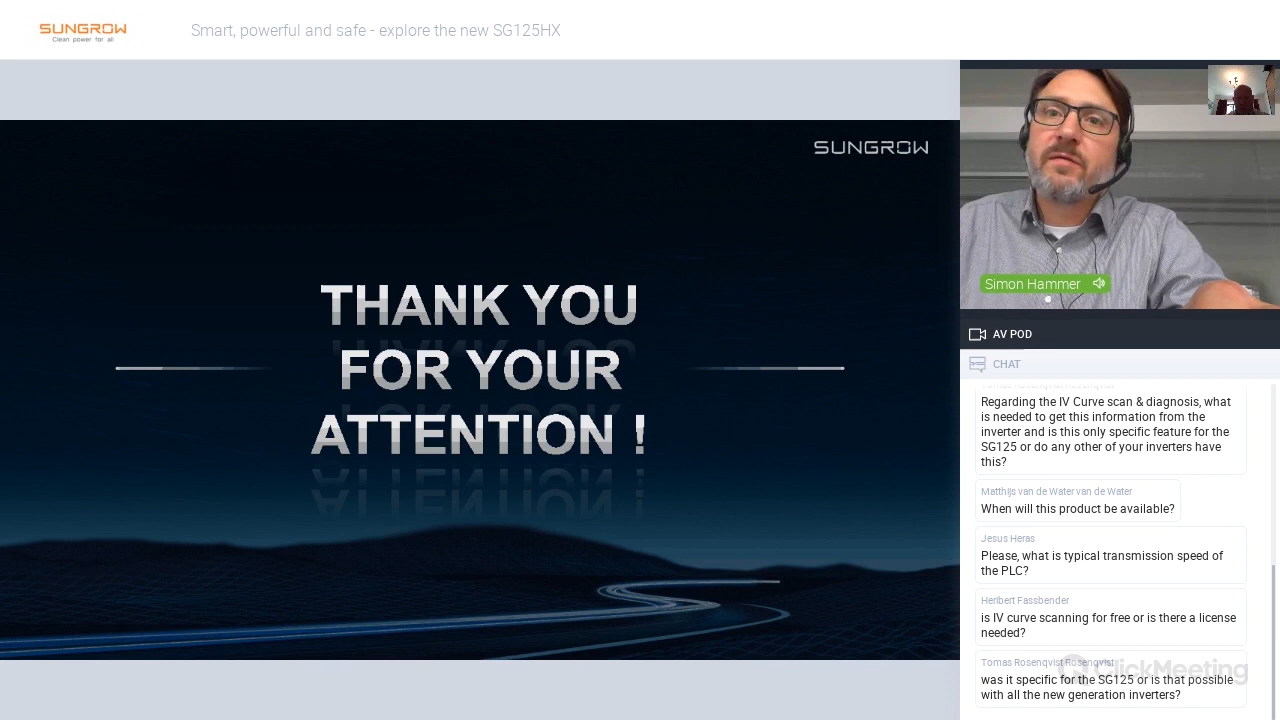 SUNGROW
Clean power for all
Smart, powerful and safe - explore the new SG125HX
SUNGROW
THANK YOU
FOR YOUR
ATTENTION !
Simon Hammer
AV POD
CHAT
Regarding the IV Curve scan & diagnosis, what
is needed to get this information from the
inverter and is this only specific feature for the
SG125 or do any other of your inverters have
this?
Matthijs van de Water van de Water
When will this product be available?
Jesus Heras
Please, what is typical transmission speed of
the PLC?
Heribert Fassbender
is IV curve scanning for free or is there a license
needed?
Tomas Rosenqvist Rosenqvist
ClickMeeting
was it specific for the SG125 or is that possible
with all the new generation inverters?